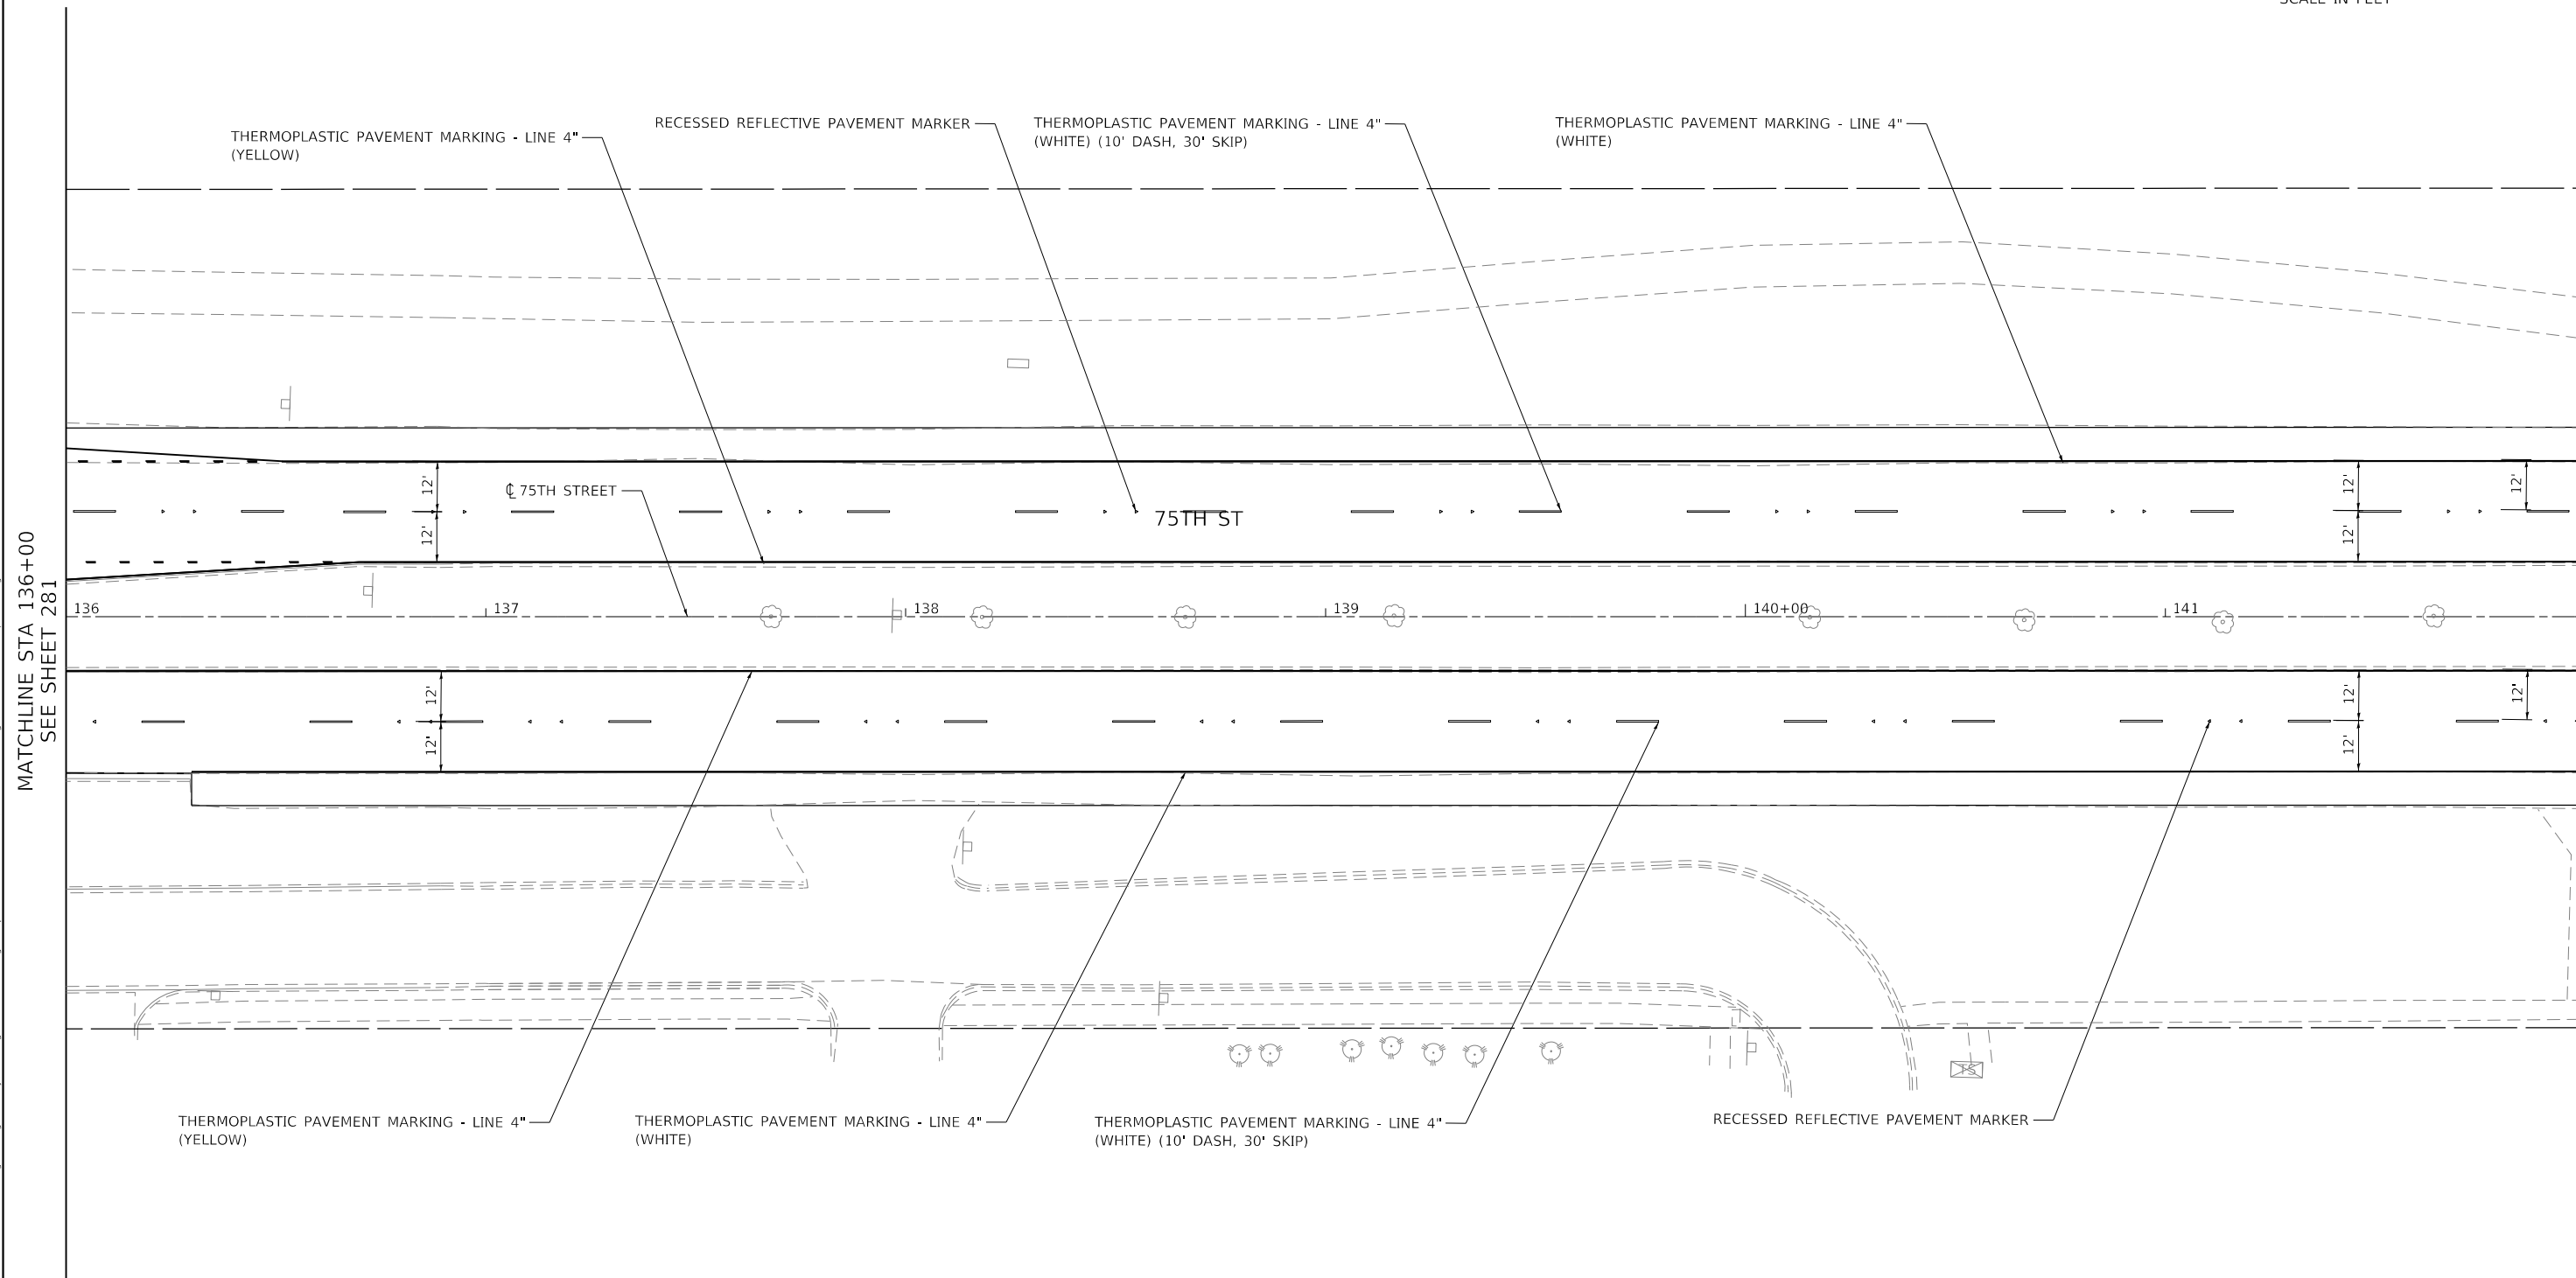 SCALE IN FEET
THERMOPLASTIC PAVEMENT MARKING - LINE 4"
(YELLOW)
RECESSED REFLECTIVE PAVEMENT MARKER
THERMOPLASTIC PAVEMENT MARKING - LINE 4"
(WHITE) (10' DASH, 30' SKIP)
THERMOPLASTIC PAVEMENT MARKING - LINE 4"
(WHITE)
12'
12'
12'
℄ 75TH STREET
75TH ST
12'
12'
MATCHLINE STA 136+00
SEE SHEET 281
136
137
138
139
140+00
141
12'
12'
12'
12'
12'
TS
THERMOPLASTIC PAVEMENT MARKING - LINE 4"
(YELLOW)
THERMOPLASTIC PAVEMENT MARKING - LINE 4"
(WHITE)
THERMOPLASTIC PAVEMENT MARKING - LINE 4"
(WHITE) (10' DASH, 30' SKIP)
RECESSED REFLECTIVE PAVEMENT MARKER